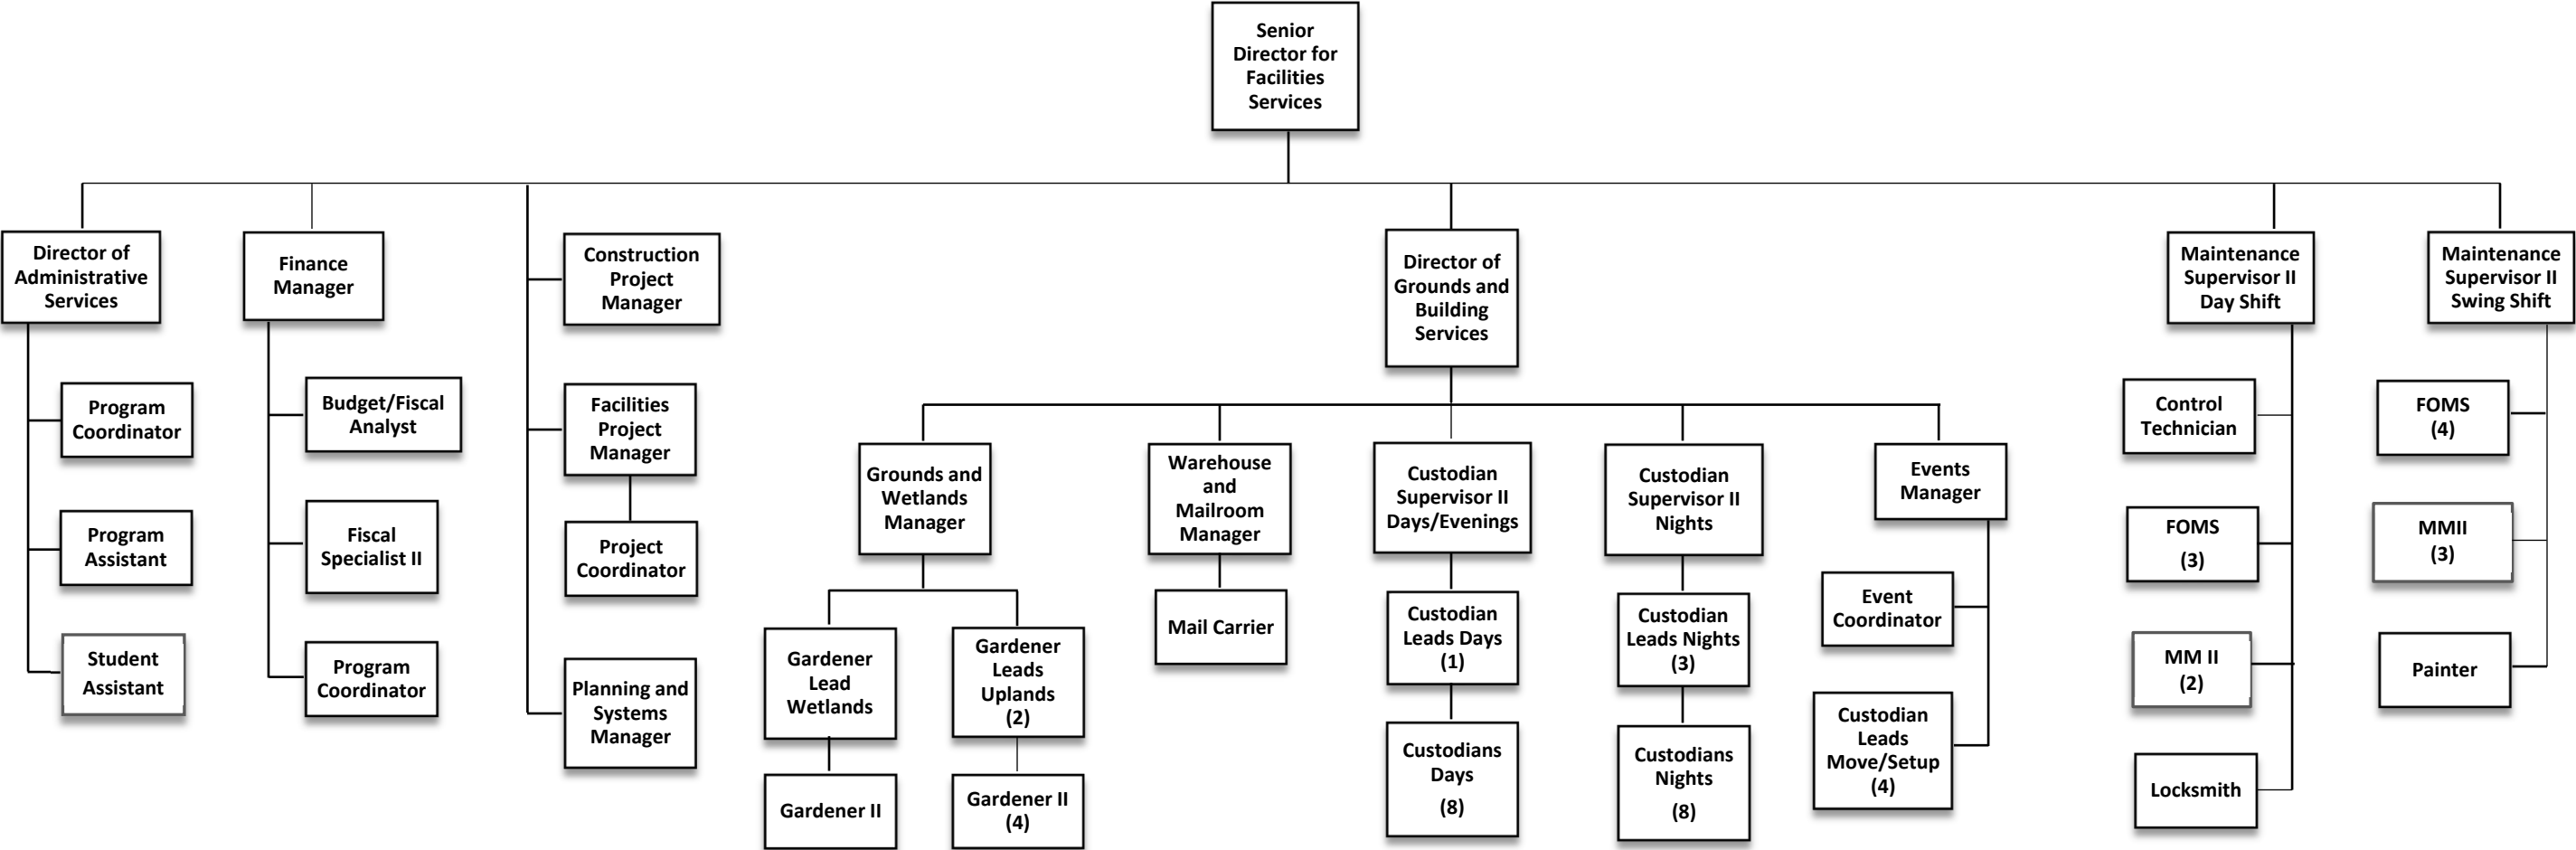 Senior
Director for
Facilities
Services
Director of
Administrative
Services
Program
Coordinator
Program
Assistant
Student
Assistant
Finance
Manager
Budget/Fiscal
Analyst
Fiscal
Specialist II
Program
Coordinator
Construction
Project
Manager
Facilities
Project
Manager
Project
Coordinator
Planning and
Systems
Manager
Director of
Grounds and
Building
Services
Grounds and
Wetlands
Manager
Gardener
Lead
Wetlands
Gardener II
Gardener
Leads
Uplands
(2)
Gardener II
(4)
Warehouse
and
Mailroom
Manager
Mail Carrier
Custodian
Supervisor II
Days/Evenings
Custodian
Leads Days
(1)
Custodians
Days
(8)
Custodian
Supervisor II
Nights
Custodian
Leads Nights
(3)
Custodians
Nights
(8)
Events
Manager
Event
Coordinator
Custodian
Leads
Move/Setup
(4)
Maintenance
Supervisor II
Day Shift
Control
Technician
FOMS
(3)
MM II
(2)
Locksmith
Maintenance
Supervisor II
Swing Shift
FOMS
(4)
MMII
(3)
Painter